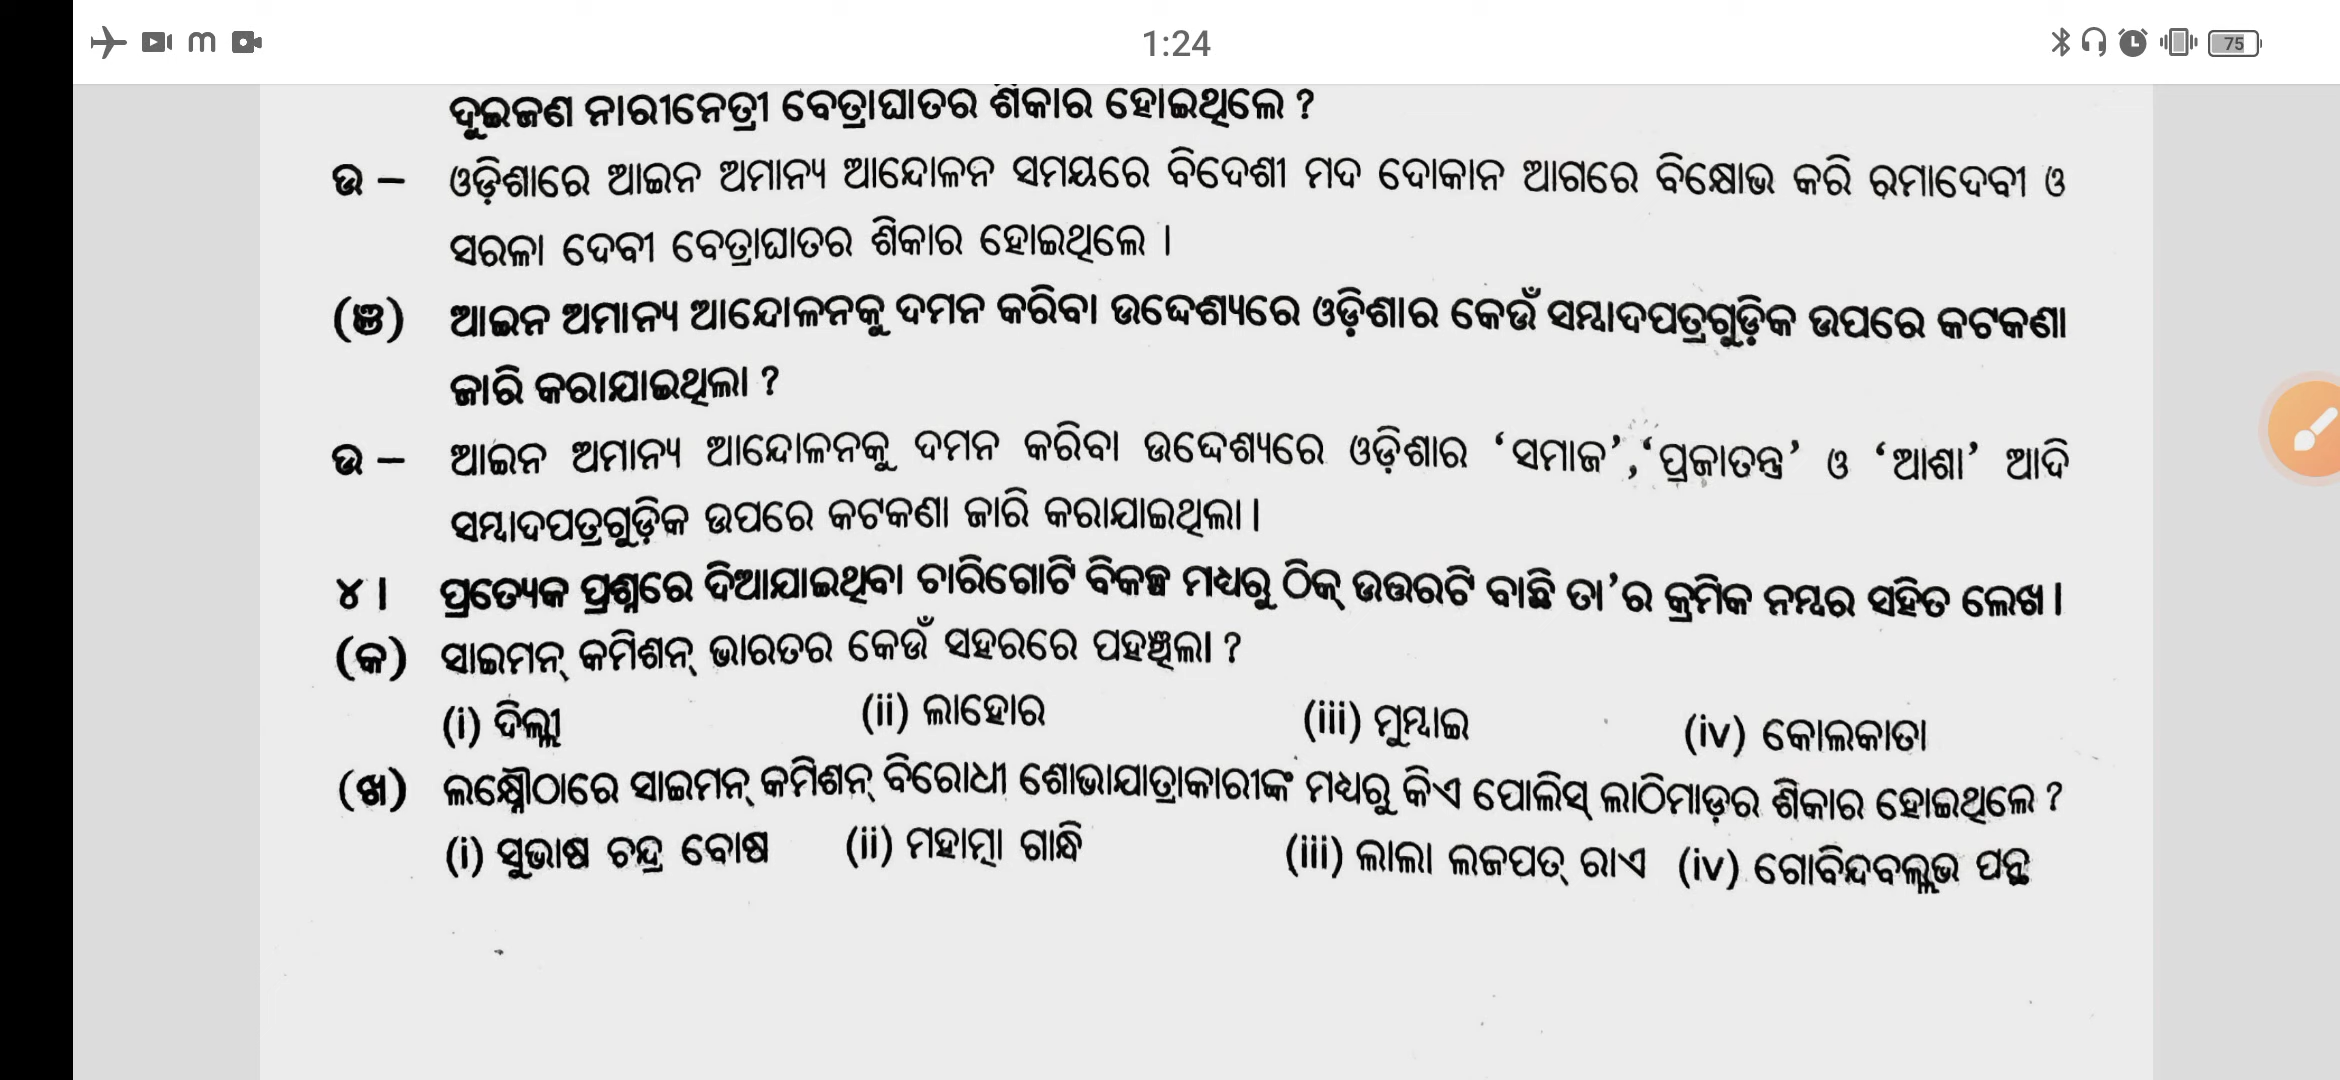 1:24
75
ଦୁଇଜଣ ନାରୀନେତ୍ରୀ ବେତ୍ରାଘାତର ଶିକାର ହୋଇଥିଲେ ?
ଉ – ଓଡ଼ିଶାରେ ଆଇନ ଅମାନ୍ୟ ଆନ୍ଦୋଳନ ସମୟରେ ବିଦେଶୀ ମଦ ଦୋକାନ ଆଗରେ ବିକ୍ଷୋଭ କରି ରମାଦେବୀ ଓ
ସରଳା ଦେବୀ ବେତ୍ରାଘାତର ଶିକାର ହୋଇଥିଲେ ।
(ଞ) ଆଇନ ଅମାନ୍ୟ ଆନ୍ଦୋଳନକୁ ଦମନ କରିବା ଉଦ୍ଦେଶ୍ୟରେ ଓଡ଼ିଶାର କେଉଁ ସମ୍ବାଦପତ୍ରଗୁଡ଼ିକ ଉପରେ କଟକଣା
ଜାରି କରାଯାଇଥିଲା ?
ଉ – ଆଇନ ଅମାନ୍ୟ ଆନ୍ଦୋଳନକୁ ଦମନ କରିବା ଉଦ୍ଦେଶ୍ୟରେ ଓଡ଼ିଶାର ‘ସମାଜ’, ‘ପ୍ରଜାତନ୍ତ୍ର’ ଓ ‘ଆଶା’ ଆଦି
ସମ୍ବାଦପତ୍ରଗୁଡ଼ିକ ଉପରେ କଟକଣା ଜାରି କରାଯାଇଥିଲା ।
୪ । ପ୍ରତ୍ୟେକ ପ୍ରଶ୍ନରେ ଦିଆଯାଇଥିବା ଚାରିଗୋଟି ବିକଳ୍ପ ମଧ୍ୟରୁ ଠିକ୍ ଉତ୍ତରଟି ବାଛି ତା’ର କ୍ରମିକ ନମ୍ବର ସହିତ ଲେଖ ।
(କ) ସାଇମନ୍ କମିଶନ୍ ଭାରତର କେଉଁ ସହରରେ ପହଞ୍ଚିଲା ?
(i) ଦିଲ୍ଲୀ (ii) ଲାହୋର (iii) ମୁମ୍ବାଇ (iv) କୋଲକାତା
(ଖ) ଲକ୍ଷ୍ନୌଠାରେ ସାଇମନ୍ କମିଶନ୍ ବିରୋଧୀ ଶୋଭାଯାତ୍ରାକାରୀଙ୍କ ମଧ୍ୟରୁ କିଏ ପୋଲିସ୍ ଲାଠିମାଡ଼ର ଶିକାର ହୋଇଥିଲେ ?
(i) ସୁଭାଷ ଚନ୍ଦ୍ର ବୋଷ (ii) ମହାତ୍ମା ଗାନ୍ଧି (iii) ଲାଲା ଲଜପତ୍ ରାଏ (iv) ଗୋବିନ୍ଦବଲ୍ଲଭ ପନ୍ଥ